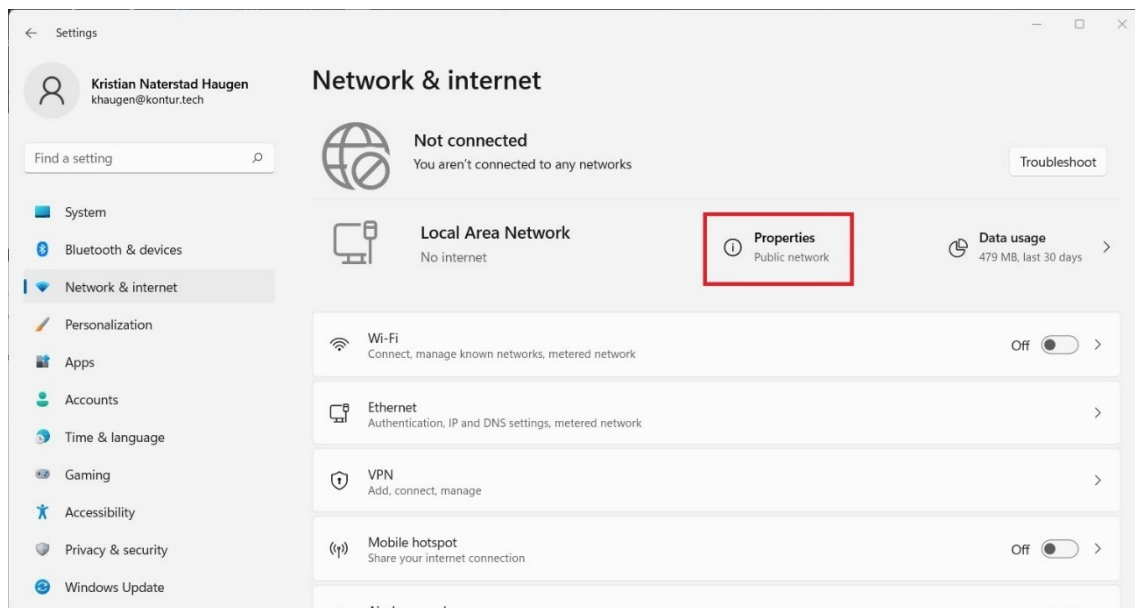 Settings
Kristian Naterstad Haugen
khaugen@kontur.tech
Find a setting
System
Bluetooth & devices
Network & internet
Personalization
Apps
Accounts
Time & language
Gaming
Accessibility
Privacy & security
Windows Update
Network & internet
Not connected
You aren't connected to any networks
Troubleshoot
Local Area Network
No internet
Properties
Public network
Data usage
479 MB, last 30 days
Wi-Fi
Connect, manage known networks, metered network
Off
Ethernet
Authentication, IP and DNS settings, metered network
VPN
Add, connect, manage
Mobile hotspot
Share your internet connection
Off